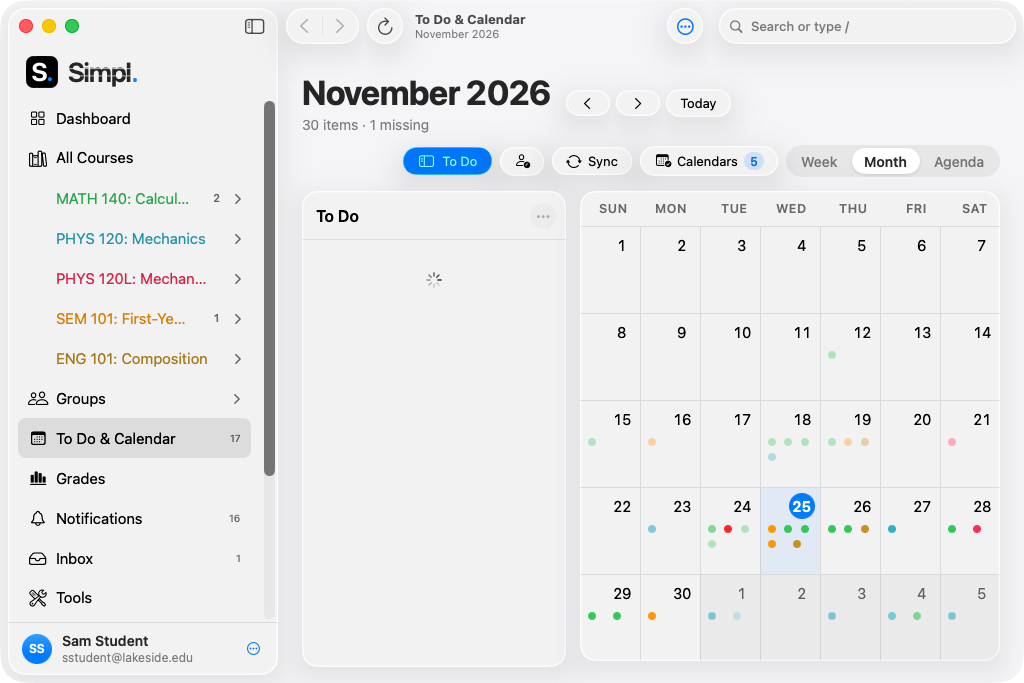 To Do & Calendar
November 2026
Search or type /
S. Simpl.
Dashboard
All Courses
MATH 140: Calcul... 2
PHYS 120: Mechanics
PHYS 120L: Mechan...
SEM 101: First-Ye... 1
ENG 101: Composition
Groups
To Do & Calendar 17
Grades
Notifications 16
Inbox 1
Tools
SS
Sam Student
sstudent@lakeside.edu
November 2026
Today
30 items · 1 missing
To Do
Sync
Calendars 5
Week
Month
Agenda
To Do
SUN MON TUE WED THU FRI SAT
1 2 3 4 5 6 7
8 9 10 11 12 13 14
15 16 17 18 19 20 21
22 23 24 25 26 27 28
29 30 1 2 3 4 5